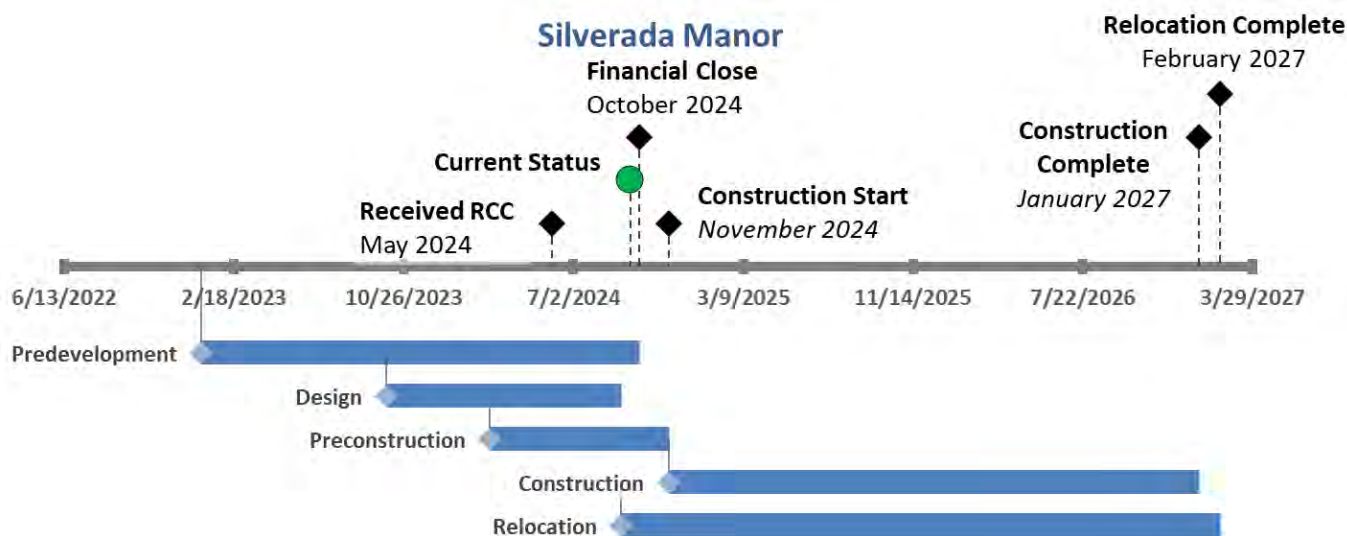 Silverada Manor
Relocation Complete
February 2027
Financial Close
October 2024
Construction
Complete
January 2027
Current Status
Construction Start
November 2024
Received RCC
May 2024
6/13/2022
2/18/2023
10/26/2023
7/2/2024
3/9/2025
11/14/2025
7/22/2026
3/29/2027
Predevelopment
Design
Preconstruction
Construction
Relocation